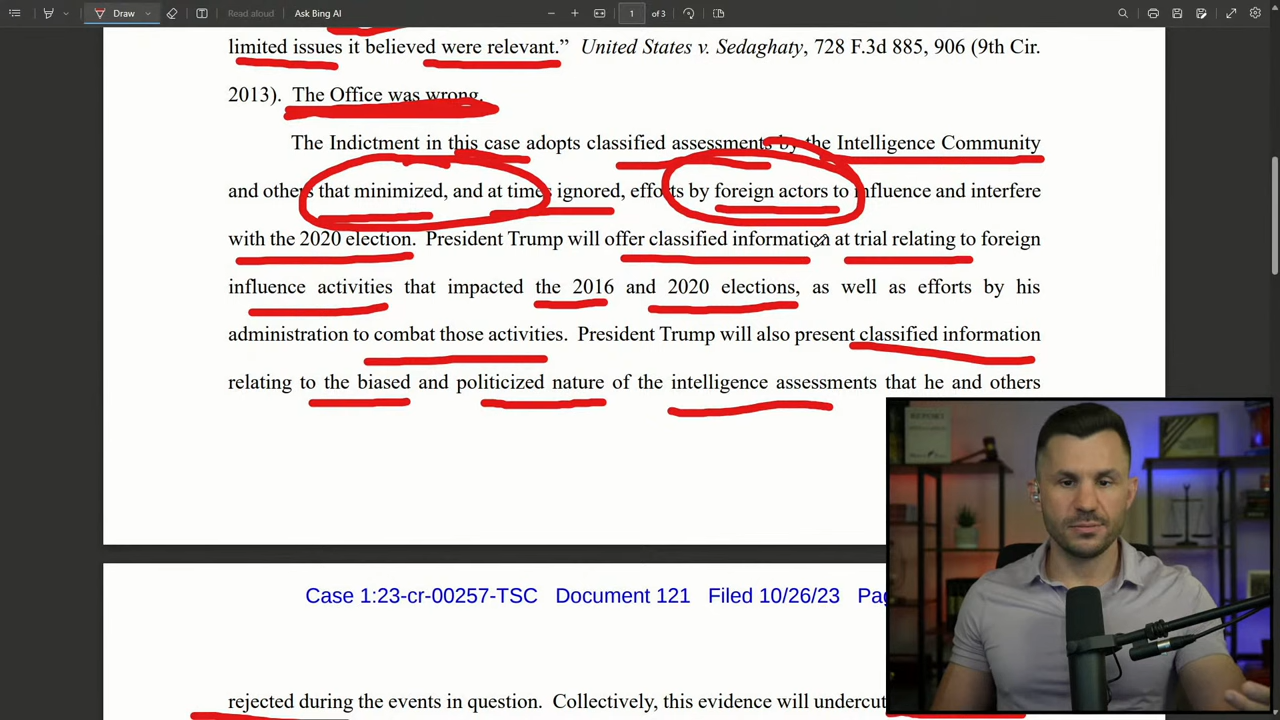 Draw
Read aloud
Ask Bing AI
1
of 3
limited issues it believed were relevant.” United States v. Sedaghaty, 728 F.3d 885, 906 (9th Cir.
2013). The Office was wrong.
The Indictment in this case adopts classified assessments by the Intelligence Community
and others that minimized, and at times ignored, efforts by foreign actors to influence and interfere
with the 2020 election. President Trump will offer classified information at trial relating to foreign
influence activities that impacted the 2016 and 2020 elections, as well as efforts by his
administration to combat those activities. President Trump will also present classified information
relating to the biased and politicized nature of the intelligence assessments that he and others
REPORT
Case 1:23-cr-00257-TSC Document 121 Filed 10/26/23
rejected during the events in question. Collectively, this evidence will undercut